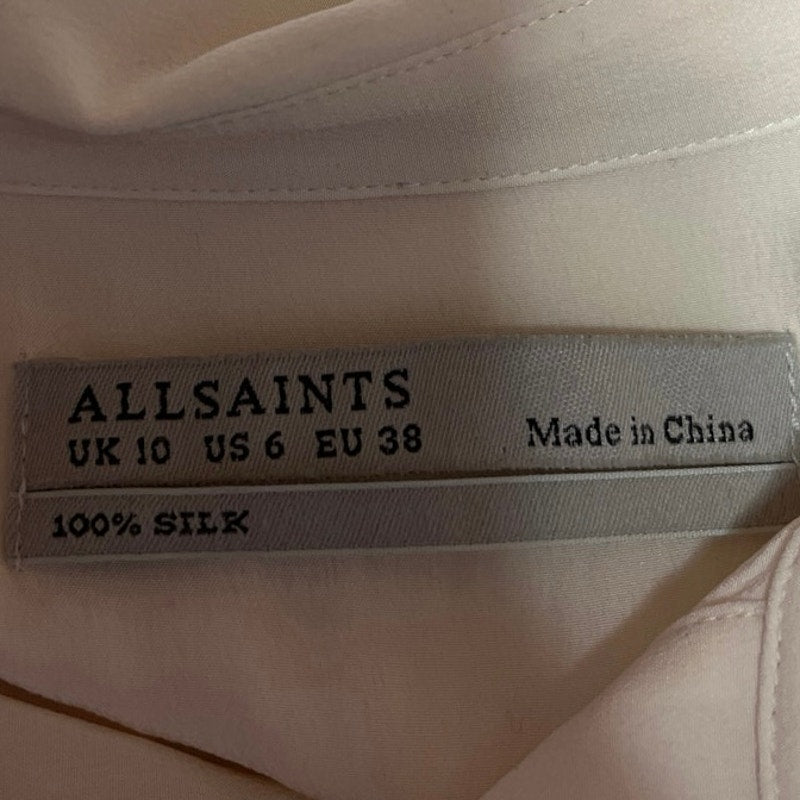 ALLSAINTS
UK 10 US 6 EU 38
Made in China
100% SILK